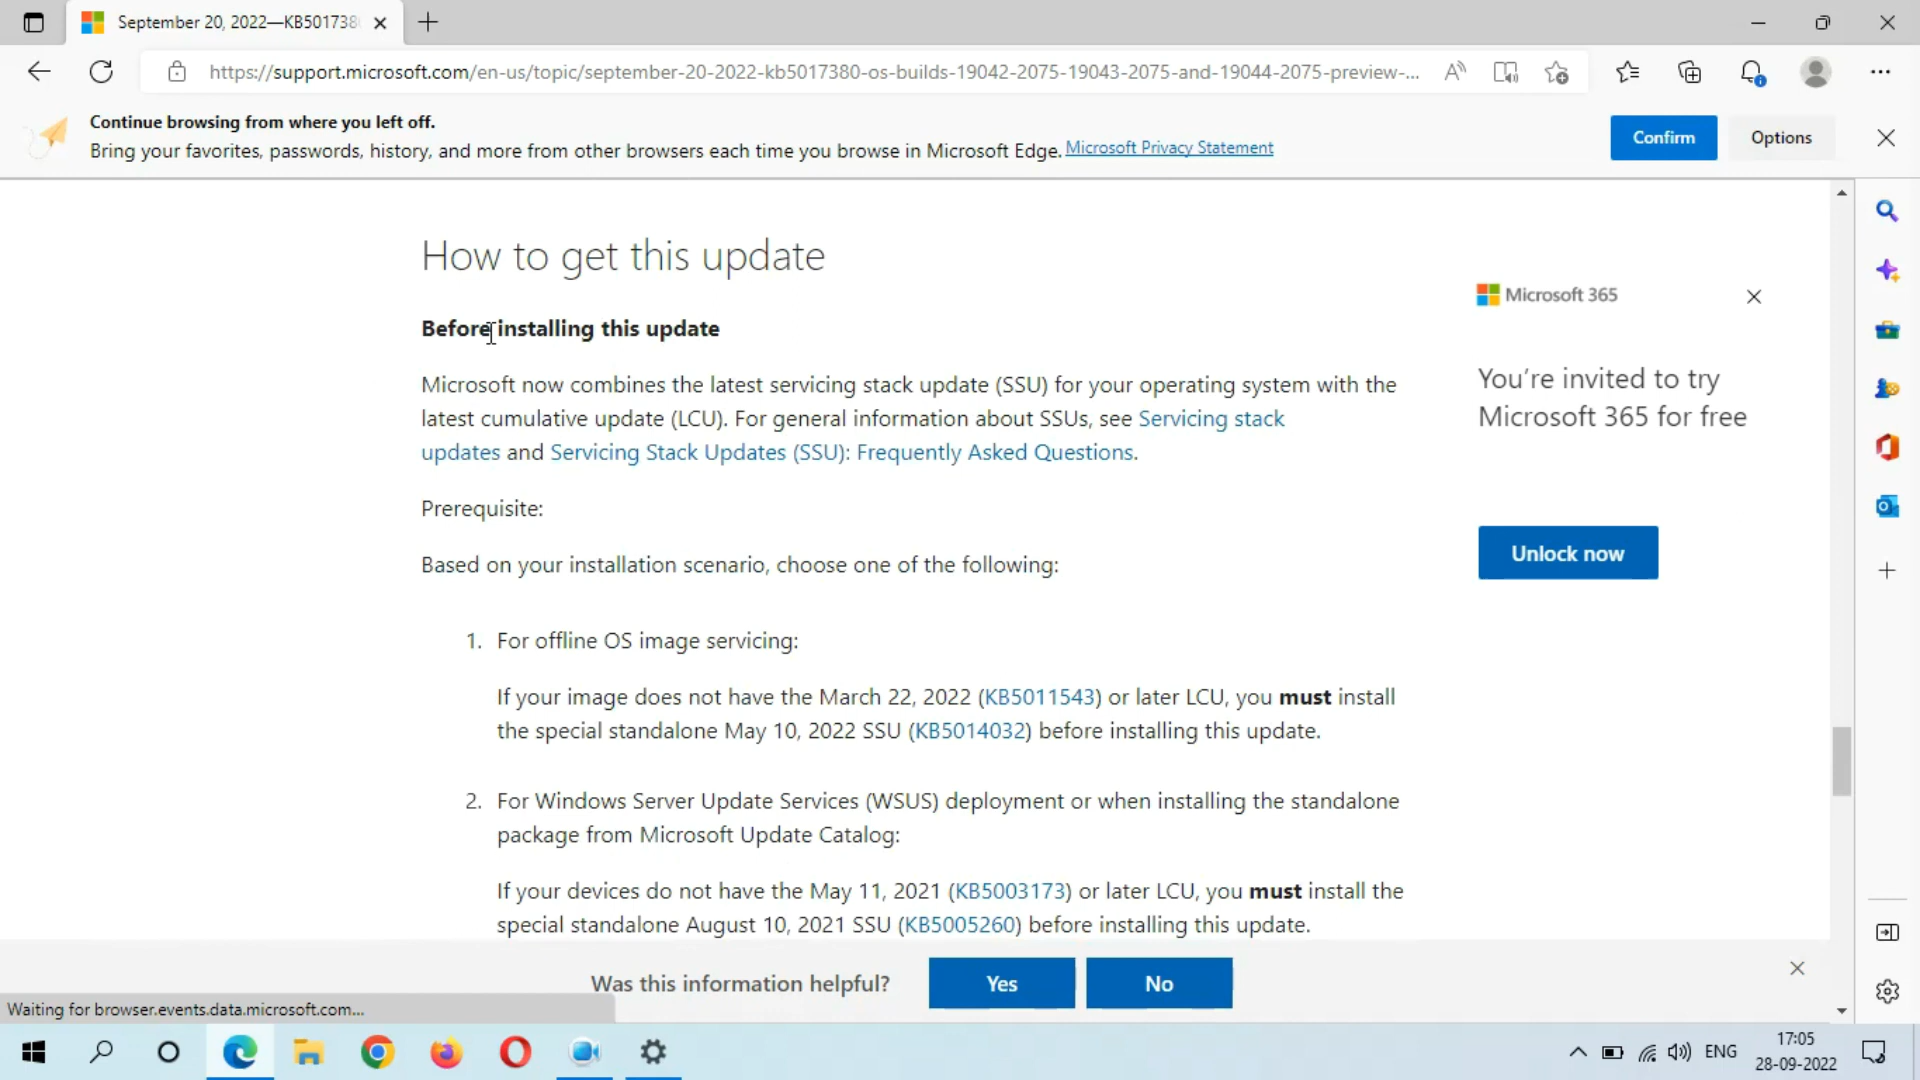 September 20, 2022—KB501738
https://support.microsoft.com/en-us/topic/september-20-2022-kb5017380-os-builds-19042-2075-19043-2075-and-19044-2075-preview-...
Continue browsing from where you left off.
Bring your favorites, passwords, history, and more from other browsers each time you browse in Microsoft Edge. Microsoft Privacy Statement
Confirm
Options
How to get this update
Before installing this update
Microsoft now combines the latest servicing stack update (SSU) for your operating system with the
latest cumulative update (LCU). For general information about SSUs, see Servicing stack
updates and Servicing Stack Updates (SSU): Frequently Asked Questions.
Prerequisite:
Based on your installation scenario, choose one of the following:
1. For offline OS image servicing:
If your image does not have the March 22, 2022 (KB5011543) or later LCU, you must install
the special standalone May 10, 2022 SSU (KB5014032) before installing this update.
2. For Windows Server Update Services (WSUS) deployment or when installing the standalone
package from Microsoft Update Catalog:
If your devices do not have the May 11, 2021 (KB5003173) or later LCU, you must install the
special standalone August 10, 2021 SSU (KB5005260) before installing this update.
Microsoft 365
You're invited to try
Microsoft 365 for free
Unlock now
Was this information helpful?
Yes
No
Waiting for browser.events.data.microsoft.com...
ENG
17:05
28-09-2022